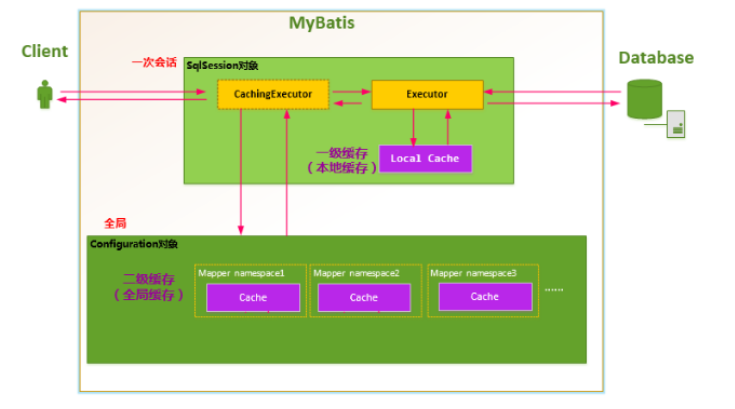 MyBatis
Client
Database
一次会话
SqlSession对象
CachingExecutor
Executor
一级缓存
（本地缓存）
Local Cache
全局
Configuration对象
二级缓存
（全局缓存）
Mapper namespace1
Cache
Mapper namespace2
Cache
Mapper namespace3
Cache
······